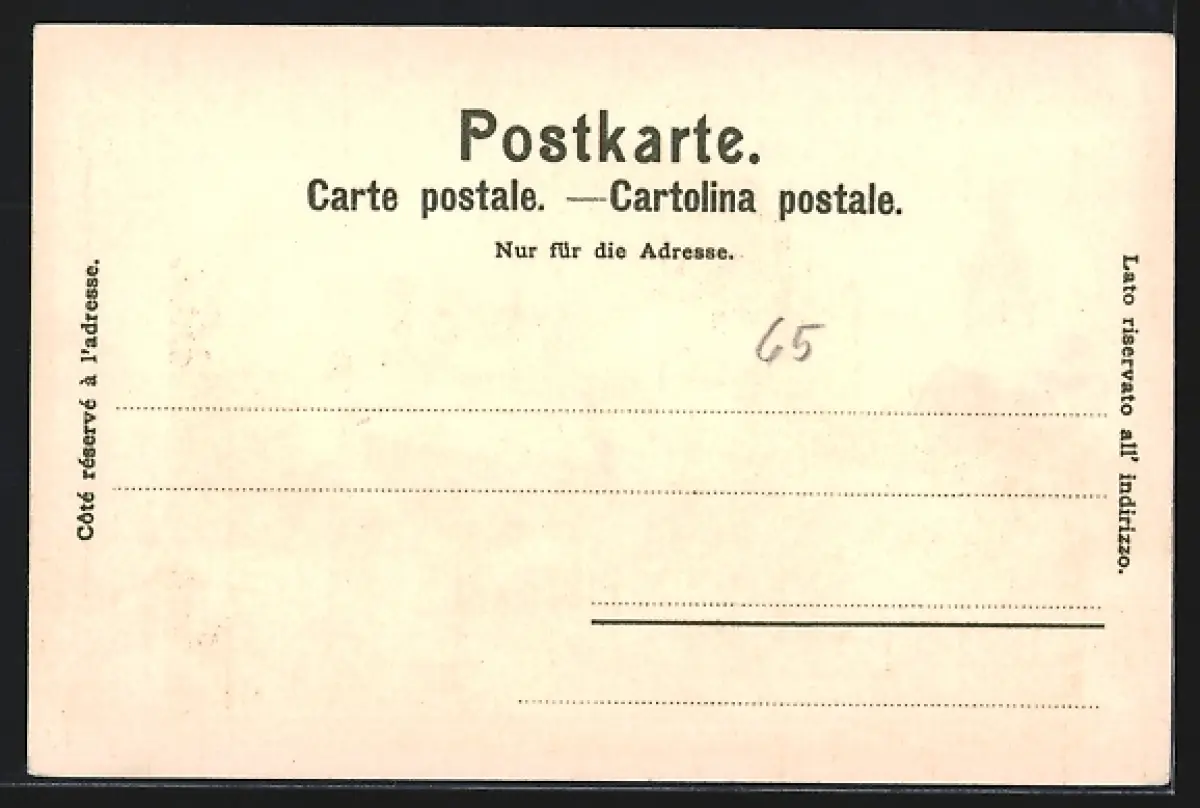 Postkarte.
Carte postale. — Cartolina postale.
Nur für die Adresse.
65
Côté réservé à l'adresse.
Lato riservato all' indirizzo.